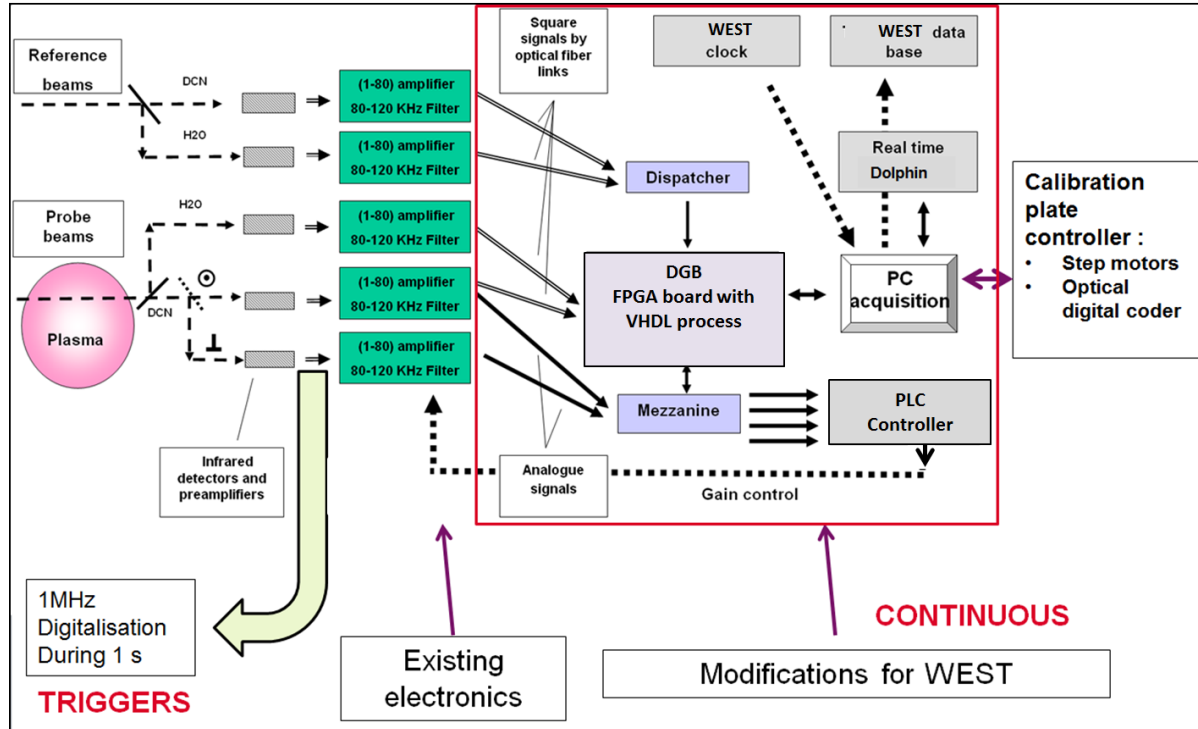 Reference
beams
DCN
H2O
(1-80) amplifier
80-120 KHz Filter
(1-80) amplifier
80-120 KHz Filter
Probe
beams
H2O
DCN
Plasma
(1-80) amplifier
80-120 KHz Filter
(1-80) amplifier
80-120 KHz Filter
(1-80) amplifier
80-120 KHz Filter
Infrared
detectors and
preamplifiers
Square
signals by
optical fiber
links
WEST
clock
WEST data
base
Dispatcher
Real time
Dolphin
DGB
FPGA board with
VHDL process
PC
acquisition
Mezzanine
PLC
Controller
Analogue
signals
Gain control
Calibration
plate
controller :
• Step motors
• Optical
digital coder
1MHz
Digitalisation
During 1 s
TRIGGERS
Existing
electronics
CONTINUOUS
Modifications for WEST